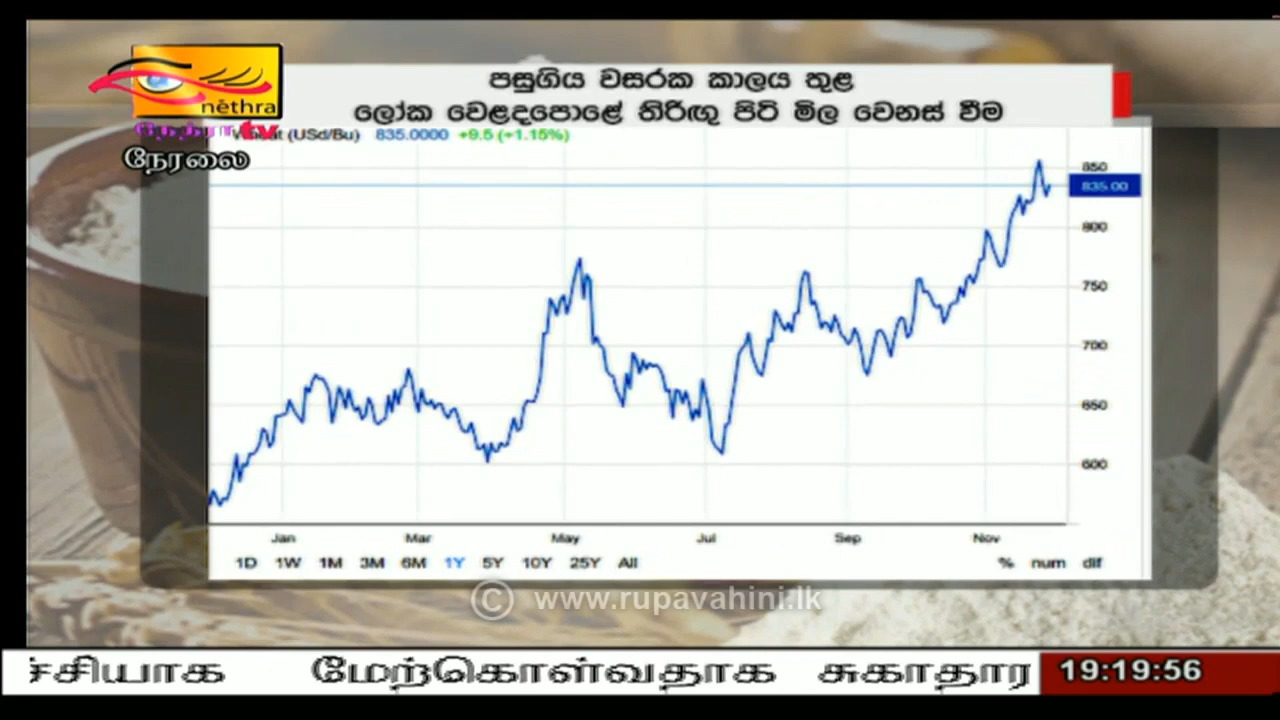 පසුගිය වසරක කාලය තුළ
ලෝක වෙළඳපොළේ තිරිඟු පිටි මිල වෙනස් වීම
nēthra
நேத்ரா tv
நேரலை
Wheat (USd/Bu) 835.0000 +9.5 (+1.15%)
850
835.00
800
750
700
650
600
Jan Mar May Jul Sep Nov
1D 1W 1M 3M 6M 1Y 5Y 10Y 25Y All % num dif
© www.rupavahini.lk
ச்சியாக மேற்கொள்வதாக சுகாதார
19:19:56